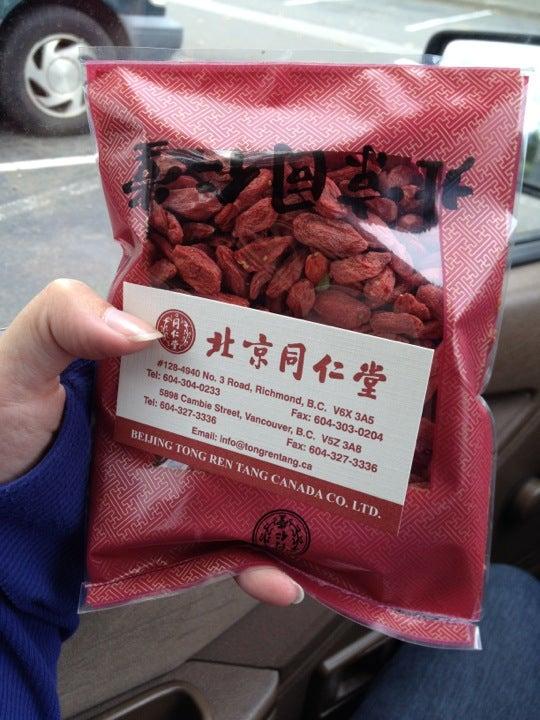 北京同仁堂
#128-4940 No. 3 Road, Richmond, B.C. V6X 3A5
Tel: 604-304-0233 Fax: 604-303-0204
5898 Cambie Street, Vancouver, B.C. V5Z 3A8
Tel: 604-327-3336 Fax: 604-327-3336
Email: info@tongrentang.ca
BEIJING TONG REN TANG CANADA CO. LTD.